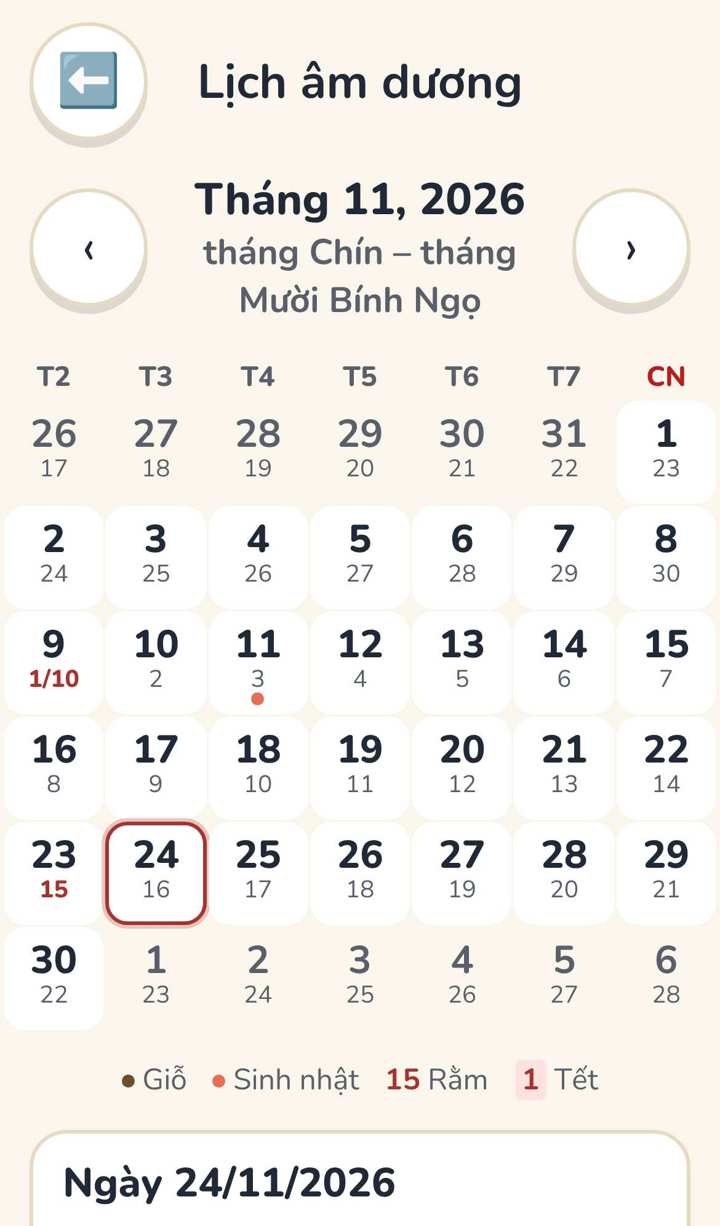 Lịch âm dương
‹ Tháng 11, 2026 ›
tháng Chín – tháng
Mười Bính Ngọ
T2 T3 T4 T5 T6 T7 CN
26 27 28 29 30 31 1
17 18 19 20 21 22 23
2 3 4 5 6 7 8
24 25 26 27 28 29 30
9 10 11 12 13 14 15
1/10 2 3 4 5 6 7
16 17 18 19 20 21 22
8 9 10 11 12 13 14
23 24 25 26 27 28 29
15 16 17 18 19 20 21
30 1 2 3 4 5 6
22 23 24 25 26 27 28
Giỗ Sinh nhật 15 Rằm 1 Tết
Ngày 24/11/2026